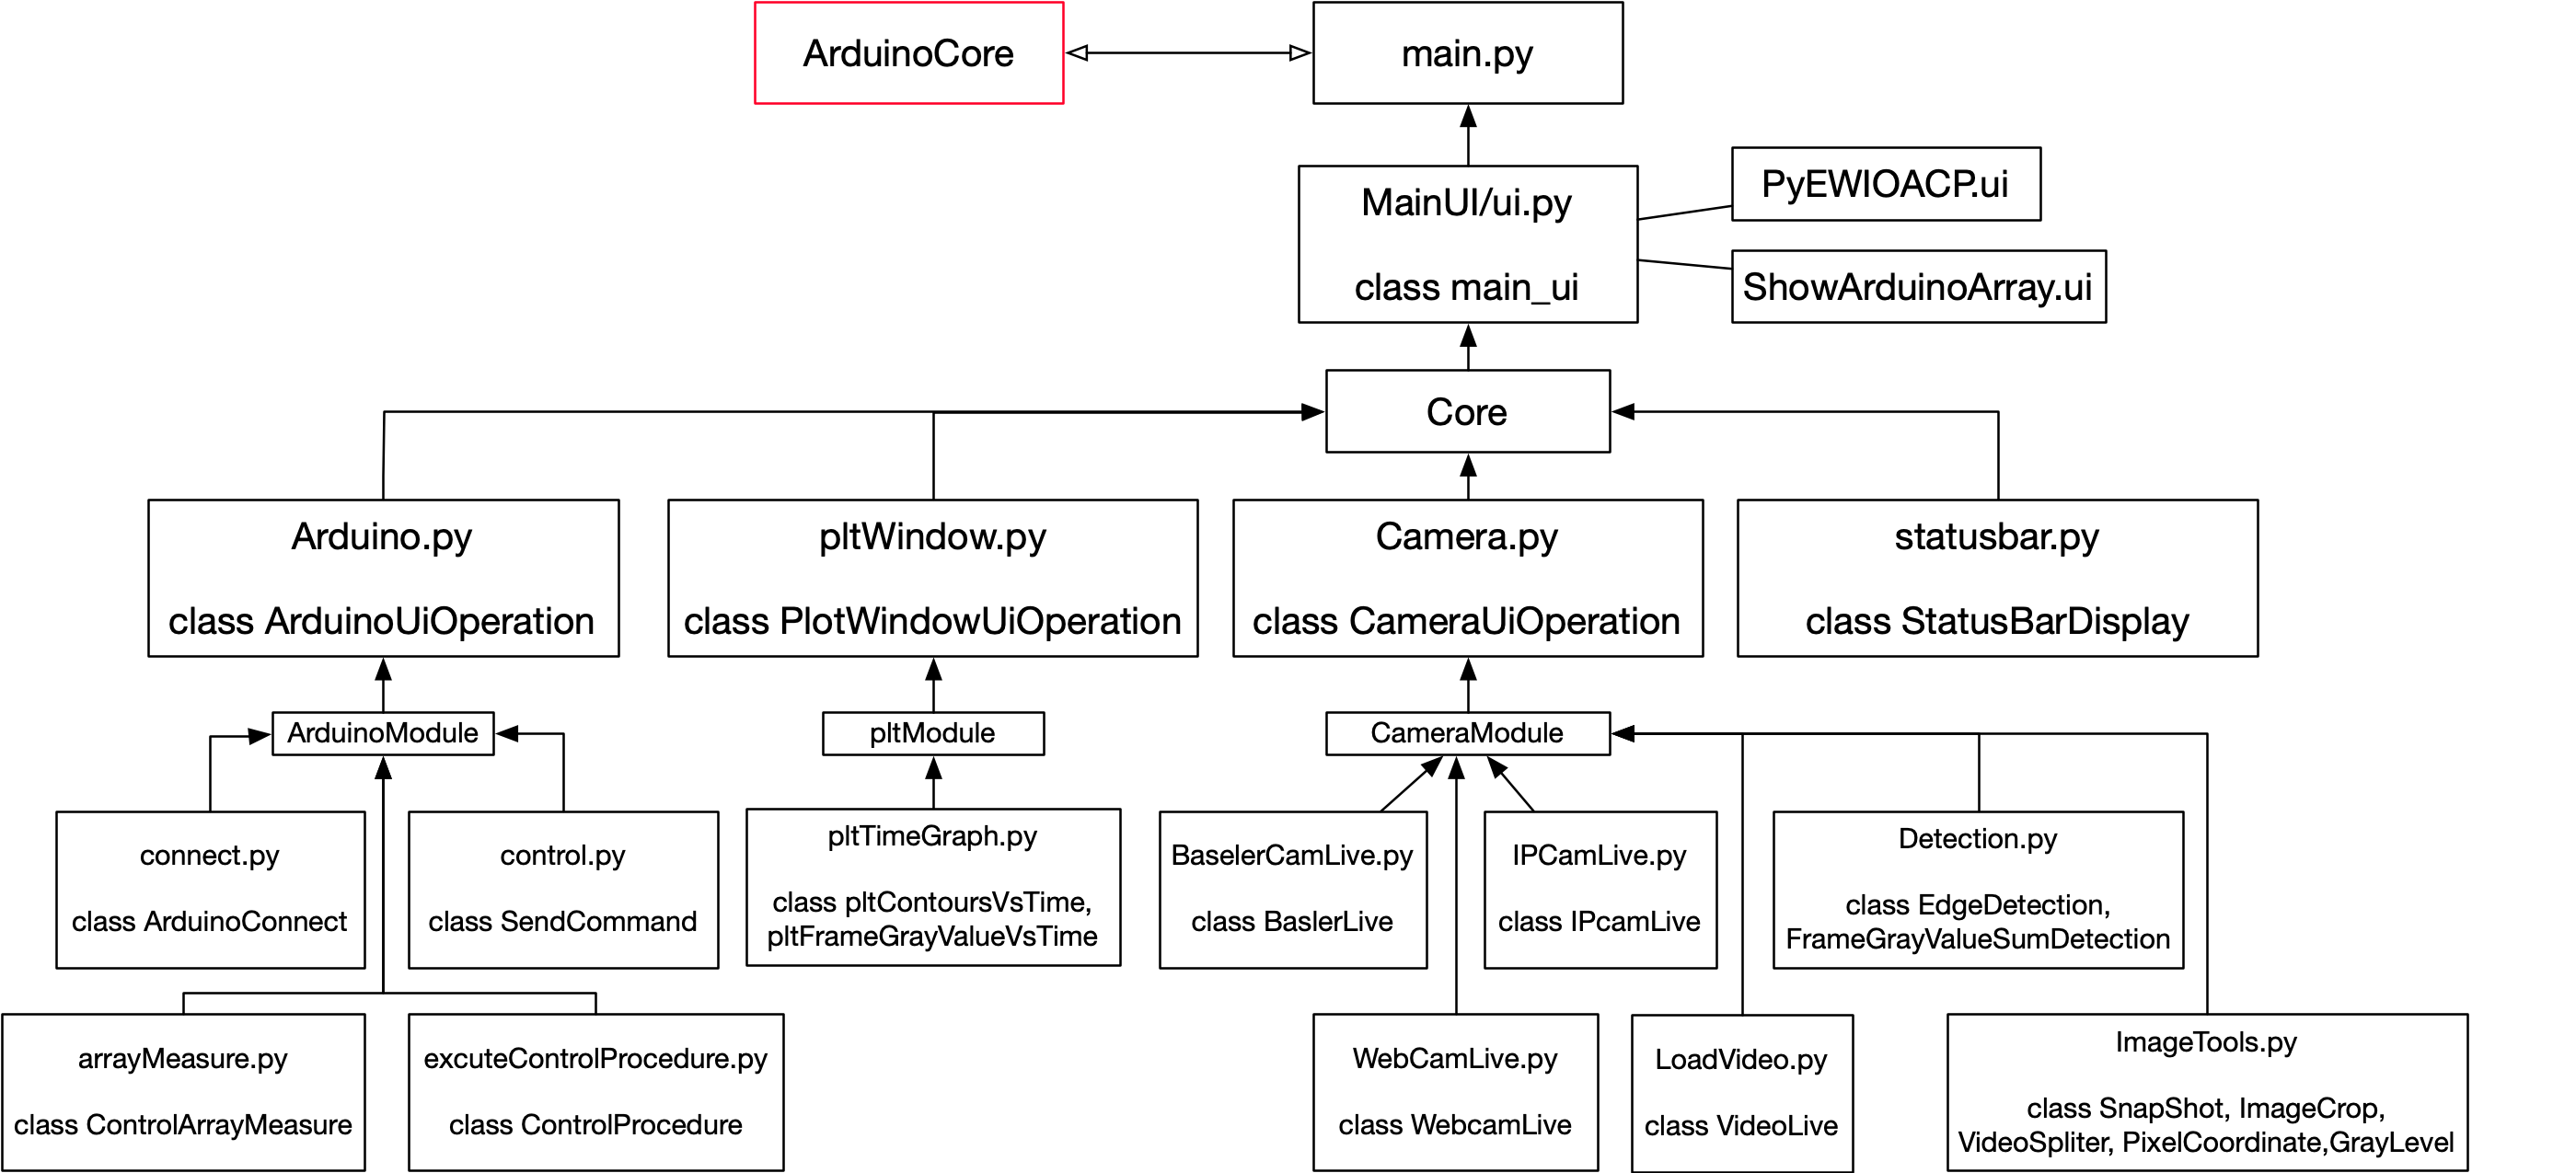 ArduinoCore
main.py
MainUI/ui.py
class main_ui
PyEWIOACP.ui
ShowArduinoArray.ui
Core
Arduino.py
class ArduinoUiOperation
pltWindow.py
class PlotWindowUiOperation
Camera.py
class CameraUiOperation
statusbar.py
class StatusBarDisplay
ArduinoModule
pltModule
CameraModule
connect.py
class ArduinoConnect
control.py
class SendCommand
pltTimeGraph.py
class pltContoursVsTime,
pltFrameGrayValueVsTime
BaselerCamLive.py
class BaslerLive
IPCamLive.py
class IPcamLive
Detection.py
class EdgeDetection,
FrameGrayValueSumDetection
arrayMeasure.py
class ControlArrayMeasure
excuteControlProcedure.py
class ControlProcedure
WebCamLive.py
class WebcamLive
LoadVideo.py
class VideoLive
ImageTools.py
class SnapShot, ImageCrop,
VideoSpliter, PixelCoordinate,GrayLevel